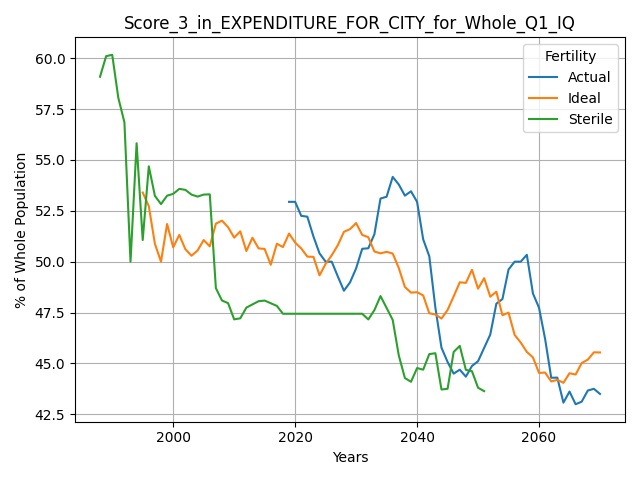 Score_3_in_EXPENDITURE_FOR_CITY_for_Whole_Q1_IQ
Fertility
Actual
Ideal
Sterile
% of Whole Population
60.0
57.5
55.0
52.5
50.0
47.5
45.0
42.5
2000
2020
2040
2060
Years